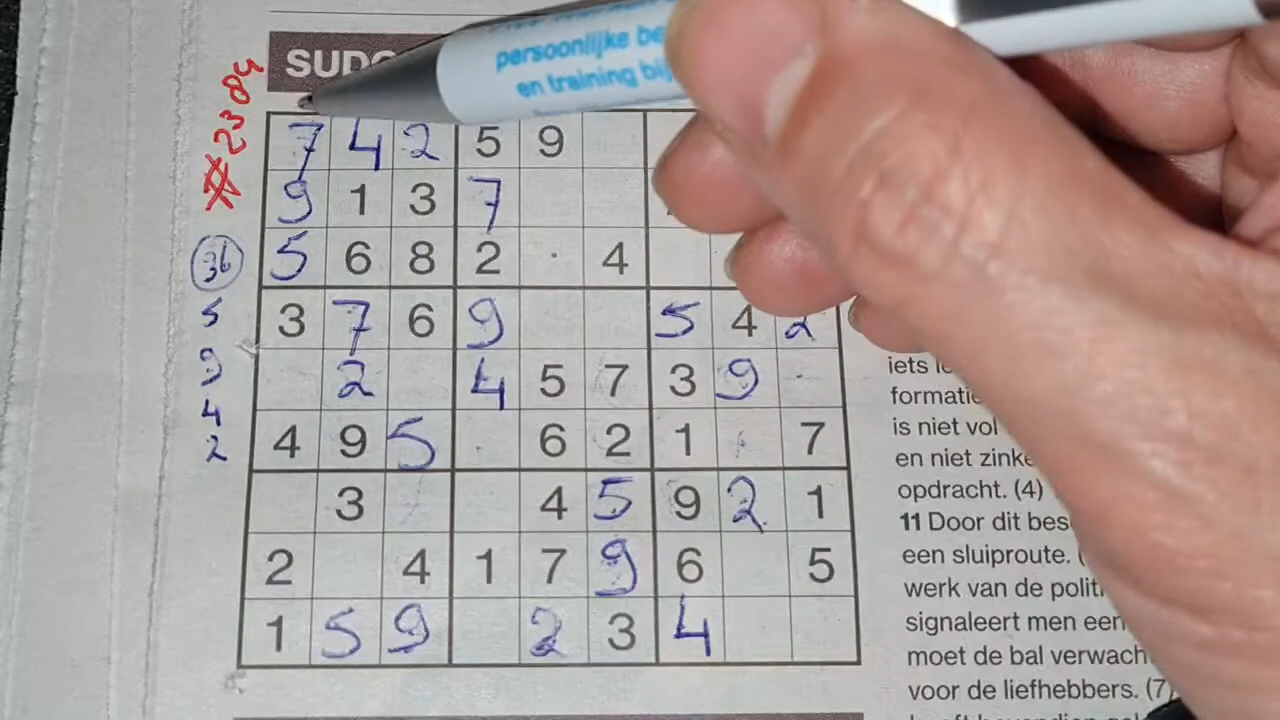 persoonlijke be
en training bij
SUD
#2384
7 4 2 5 9
9 1 3 7
36
5 6 8 2 4
5
3 7 6 9 5 4 2
9
2 4 5 7 3 9
4
4 9 5 6 2 1 7
2
3 4 5 9 2 1
2 4 1 7 9 6 5
1 5 9 2 3 4
iets
formatie
is niet vol
en niet zinke
opdracht. (4)
11 Door dit bes
een sluiproute.
werk van de politi
signaleert men een
moet de bal verwach
voor de liefhebbers. (7)